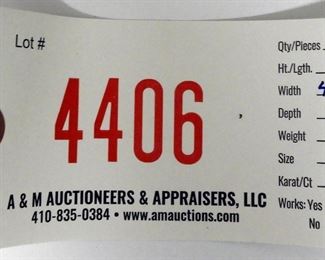 Lot #
4406
A & M AUCTIONEERS & APPRAISERS, LLC
410-835-0384 • www.amauctions.com
Qty/Pieces
Ht./Lgth.
Width
Depth
Weight
Size
Karat/Ct
Works: Yes
No